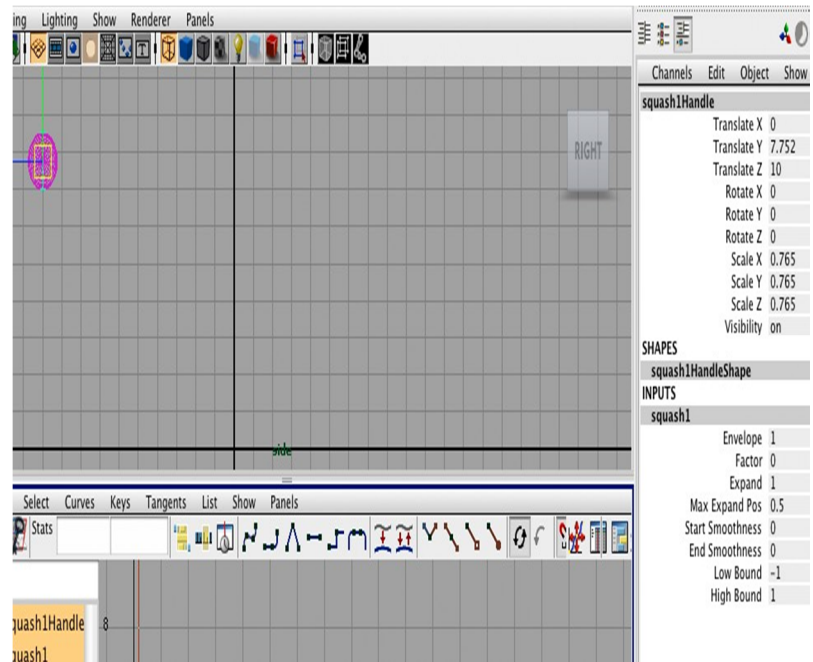 ing Lighting Show Renderer Panels
RIGHT
side
Select Curves Keys Tangents List Show Panels
Stats
quash1Handle
8
quash1
Channels Edit Object Show
squash1Handle
Translate X 0
Translate Y 7.752
Translate Z 10
Rotate X 0
Rotate Y 0
Rotate Z 0
Scale X 0.765
Scale Y 0.765
Scale Z 0.765
Visibility on
SHAPES
squash1HandleShape
INPUTS
squash1
Envelope 1
Factor 0
Expand 1
Max Expand Pos 0.5
Start Smoothness 0
End Smoothness 0
Low Bound -1
High Bound 1